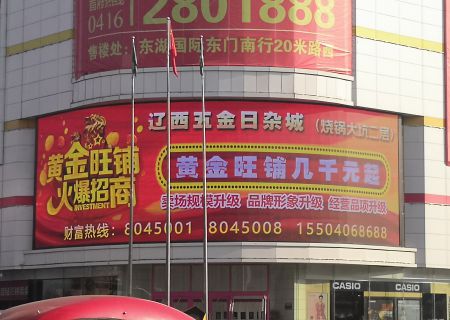 0416 2801888
售楼处：东湖国际东门南行20米路西
辽西五金日杂城（烧锅大坑二层）
黄金旺铺
火爆招商
INVESTMENT
黄金旺铺几千元起
卖场规模升级 品牌形象升级 经营品项升级
财富热线：8045001 8045008 15504068688
CASIO CASIO